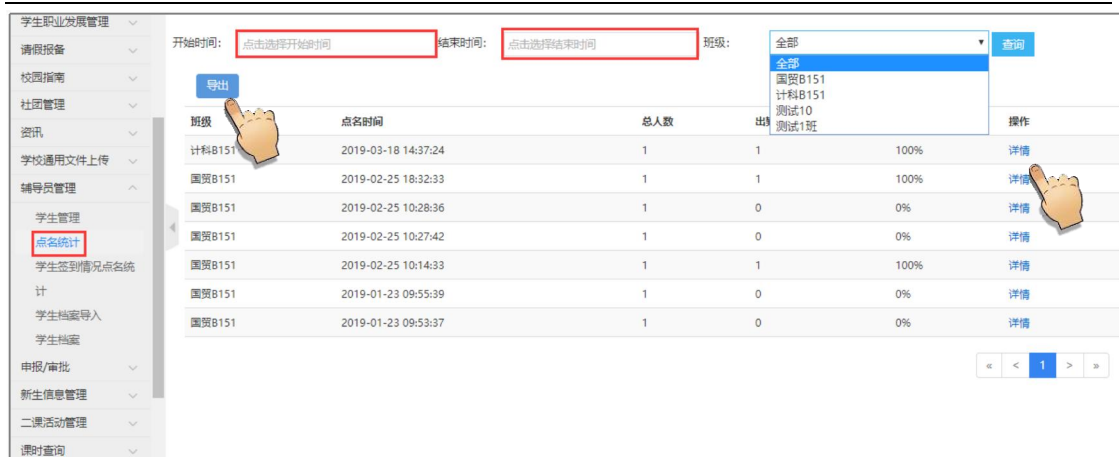 学生职业发展管理
请假报备
校园指南
社团管理
资讯
学校通用文件上传
辅导员管理
学生管理
点名统计
学生签到情况点名统
计
学生档案导入
学生档案
申报/审批
新生信息管理
二课活动管理
课时查询
开始时间: 点击选择开始时间 结束时间: 点击选择结束时间 班级: 全部 查询
全部
国贸B151
计科B151
测试10
测试1班
导出
班级 点名时间 总人数 操作
计科B151 2019-03-18 14:37:24 1 1 100% 详情
国贸B151 2019-02-25 18:32:33 1 1 100% 详情
国贸B151 2019-02-25 10:28:36 1 0 0% 详情
国贸B151 2019-02-25 10:27:42 1 0 0% 详情
国贸B151 2019-02-25 10:14:33 1 1 100% 详情
国贸B151 2019-01-23 09:55:39 1 0 0% 详情
国贸B151 2019-01-23 09:53:37 1 0 0% 详情
« < 1 > »